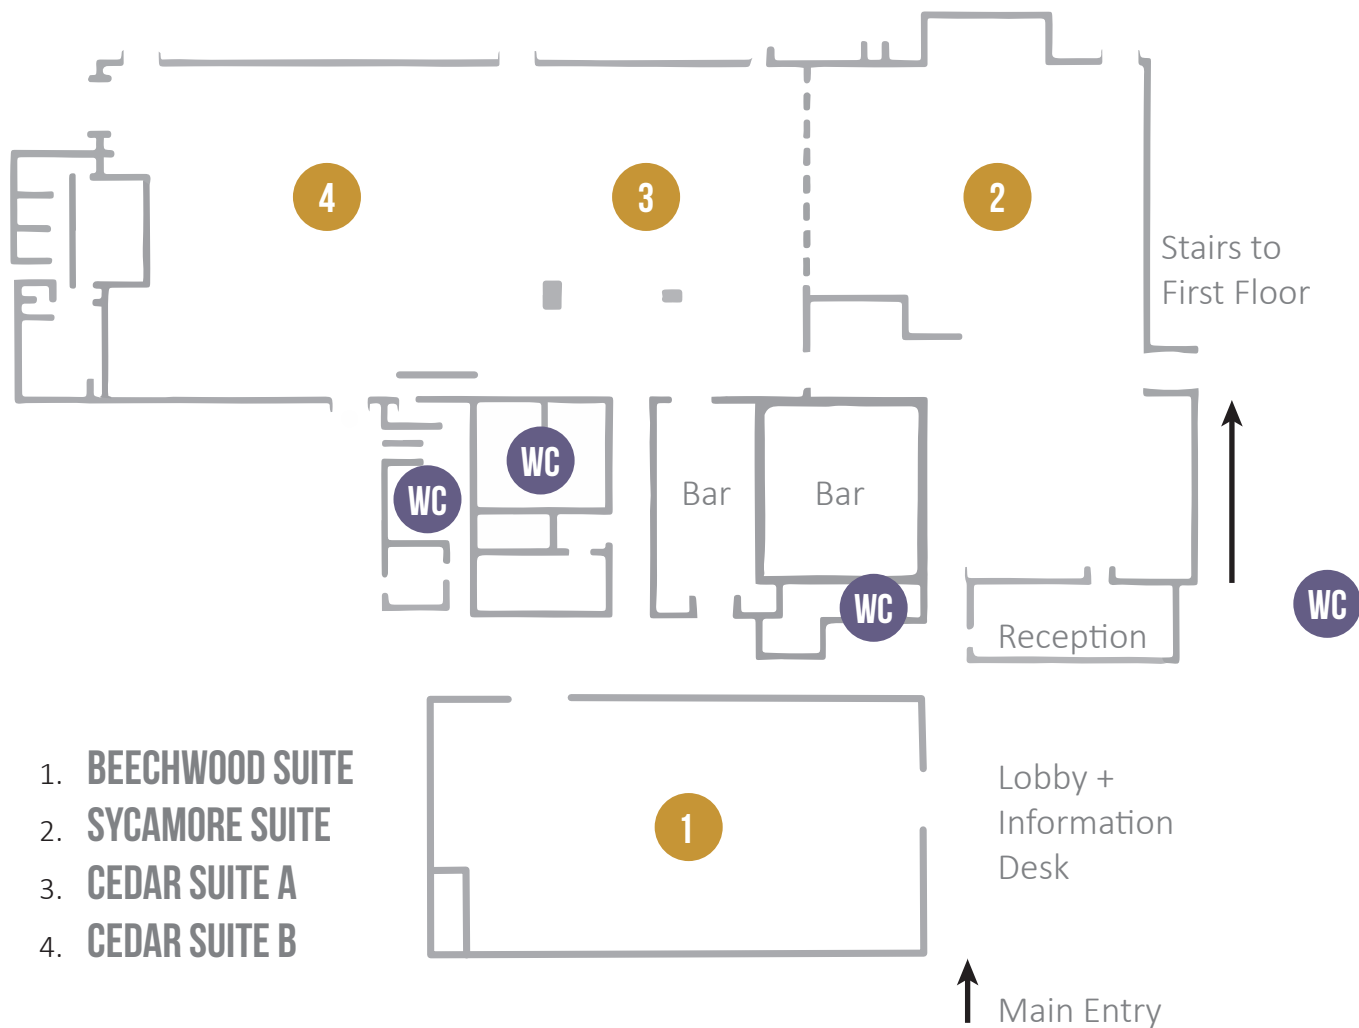 4
3
2
Stairs to
First Floor
WC
WC
Bar
Bar
WC
WC
Reception
1. BEECHWOOD SUITE
2. SYCAMORE SUITE
3. CEDAR SUITE A
4. CEDAR SUITE B
1
Lobby +
Information
Desk
Main Entry